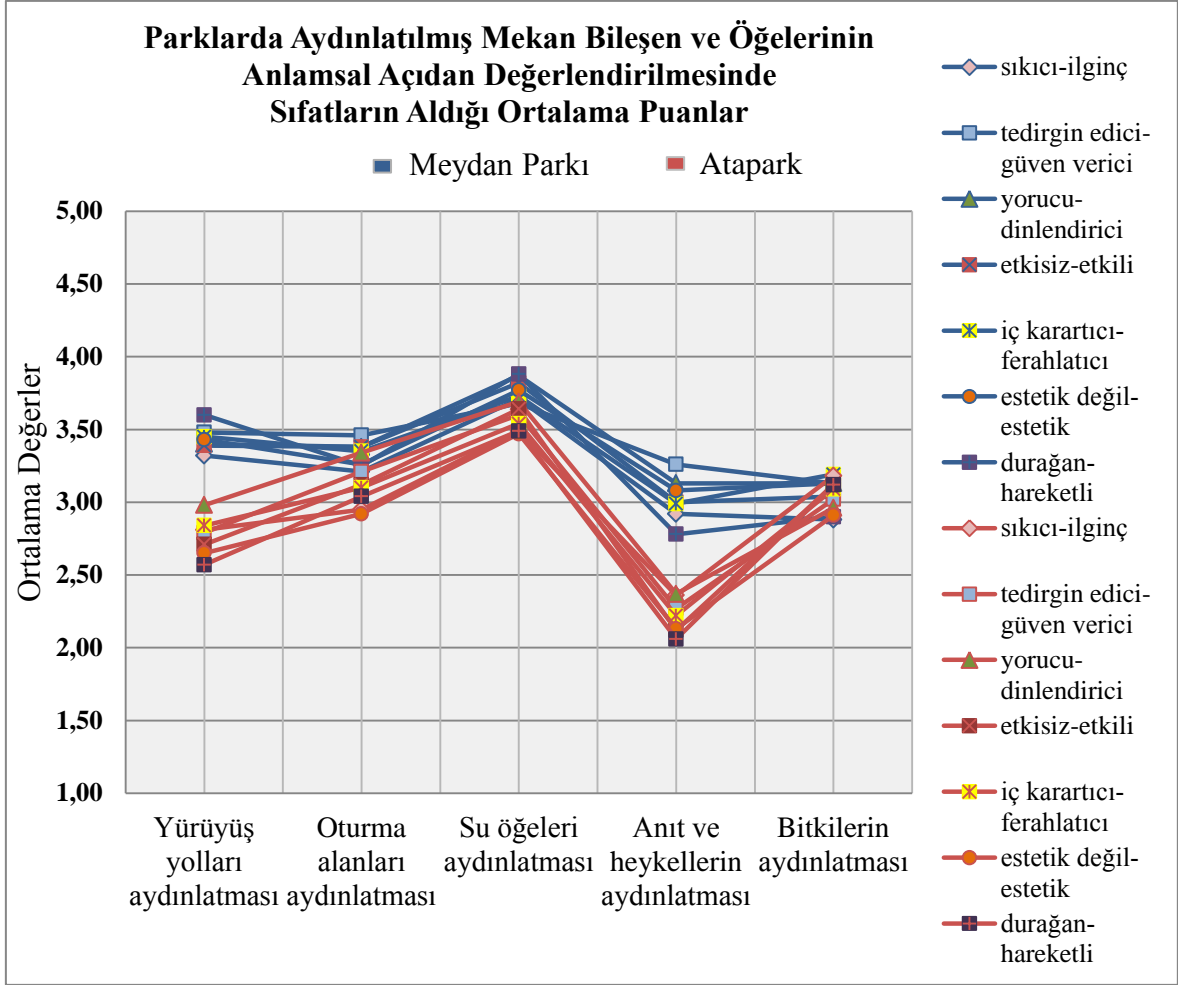 Parklarda Aydınlatılmış Mekan Bileşen ve Öğelerinin
Anlamsal Açıdan Değerlendirilmesinde
Sıfatların Aldığı Ortalama Puanlar
Meydan Parkı
Atapark
Ortalama Değerler
5,00
4,50
4,00
3,50
3,00
2,50
2,00
1,50
1,00
Yürüyüş
yolları
aydınlatması
Oturma
alanları
aydınlatması
Su öğeleri
aydınlatması
Anıt ve
heykellerin
aydınlatması
Bitkilerin
aydınlatması
sıkıcı-ilginç
tedirgin edici-
güven verici
yorucu-
dinlendirici
etkisiz-etkili
iç karartıcı-
ferahlatıcı
estetik değil-
estetik
durağan-
hareketli
sıkıcı-ilginç
tedirgin edici-
güven verici
yorucu-
dinlendirici
etkisiz-etkili
iç karartıcı-
ferahlatıcı
estetik değil-
estetik
durağan-
hareketli